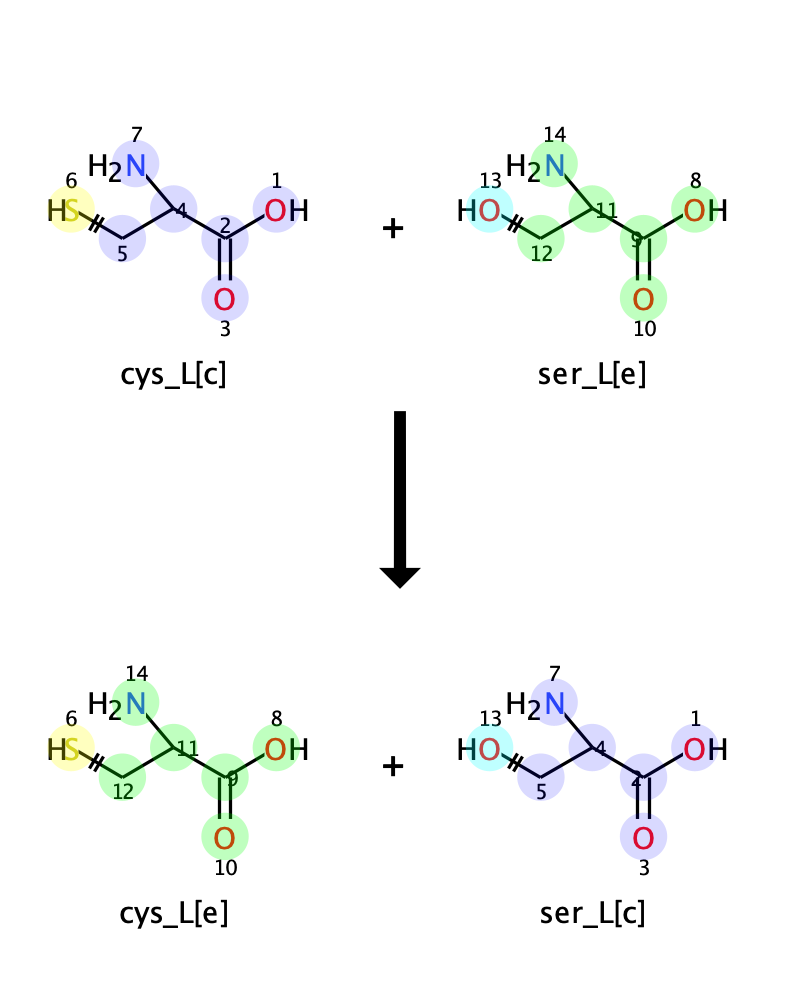 7 14
H2N H2N
6 1 13 8
HS 4 OH HO 11 OH
2 9
5 12
+
O O
3 10
cys_L[c] ser_L[e]
14 7
H2N H2N
6 8 13 1
HS 11 OH HO 4 OH
9 2
12 5
+
O O
10 3
cys_L[e] ser_L[c]